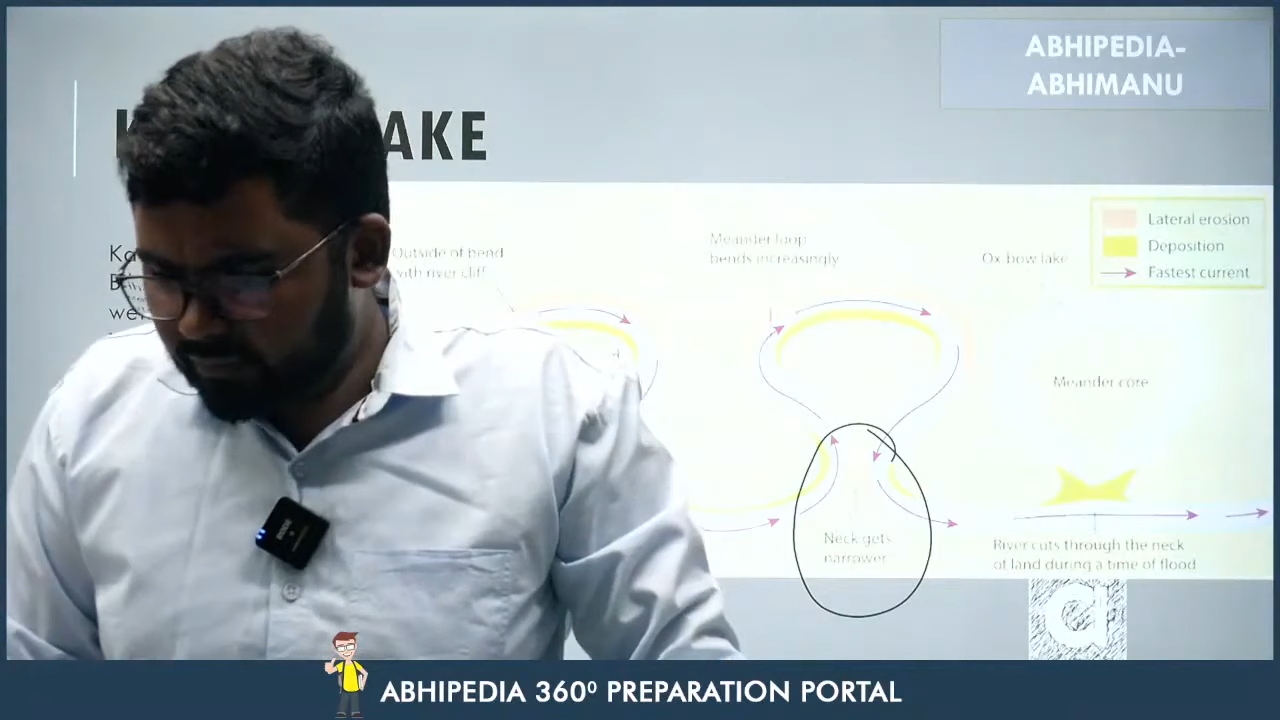 ABHIPEDIA-
ABHIMANU
AKE
Lateral erosion
Deposition
Fastest current
Outside of bend
with river cliff
Meander loop
bends increasingly
Ox-bow lake
Meander core
Neck gets
narrower
River cuts through the neck
of land during a time of flood
ABHIPEDIA 360⁰ PREPARATION PORTAL